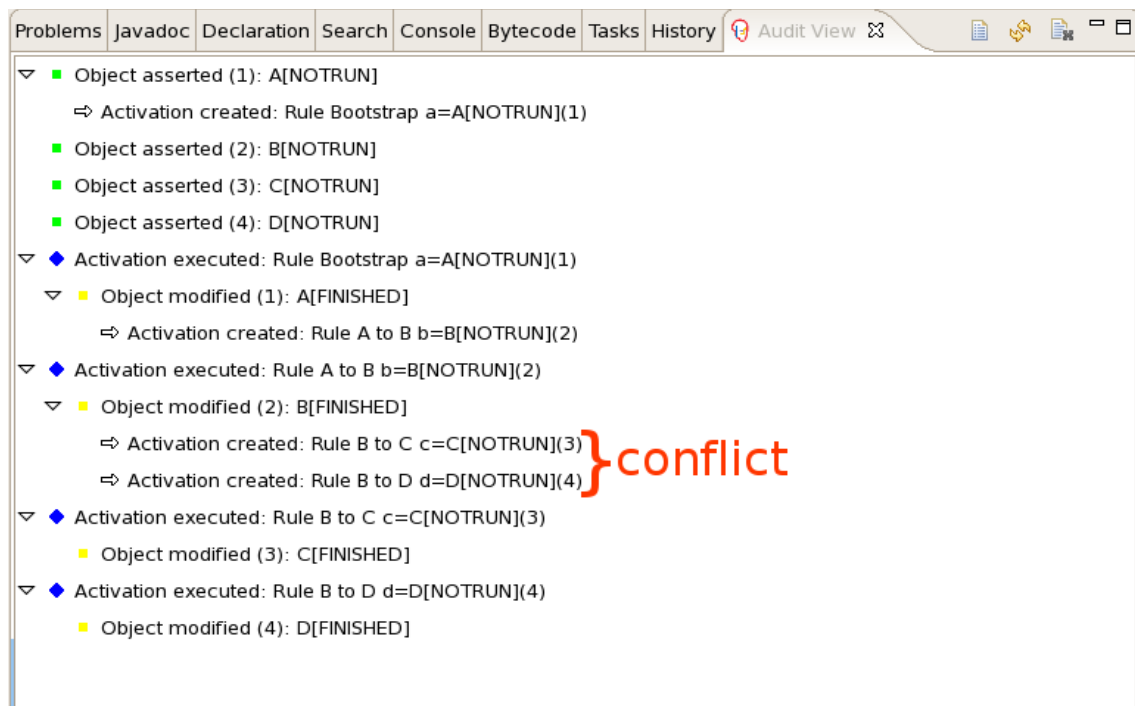 Problems Javadoc Declaration Search Console Bytecode Tasks History Audit View
Object asserted (1): A[NOTRUN]
Activation created: Rule Bootstrap a=A[NOTRUN](1)
Object asserted (2): B[NOTRUN]
Object asserted (3): C[NOTRUN]
Object asserted (4): D[NOTRUN]
Activation executed: Rule Bootstrap a=A[NOTRUN](1)
Object modified (1): A[FINISHED]
Activation created: Rule A to B b=B[NOTRUN](2)
Activation executed: Rule A to B b=B[NOTRUN](2)
Object modified (2): B[FINISHED]
Activation created: Rule B to C c=C[NOTRUN](3)
Activation created: Rule B to D d=D[NOTRUN](4)
} conflict
Activation executed: Rule B to C c=C[NOTRUN](3)
Object modified (3): C[FINISHED]
Activation executed: Rule B to D d=D[NOTRUN](4)
Object modified (4): D[FINISHED]